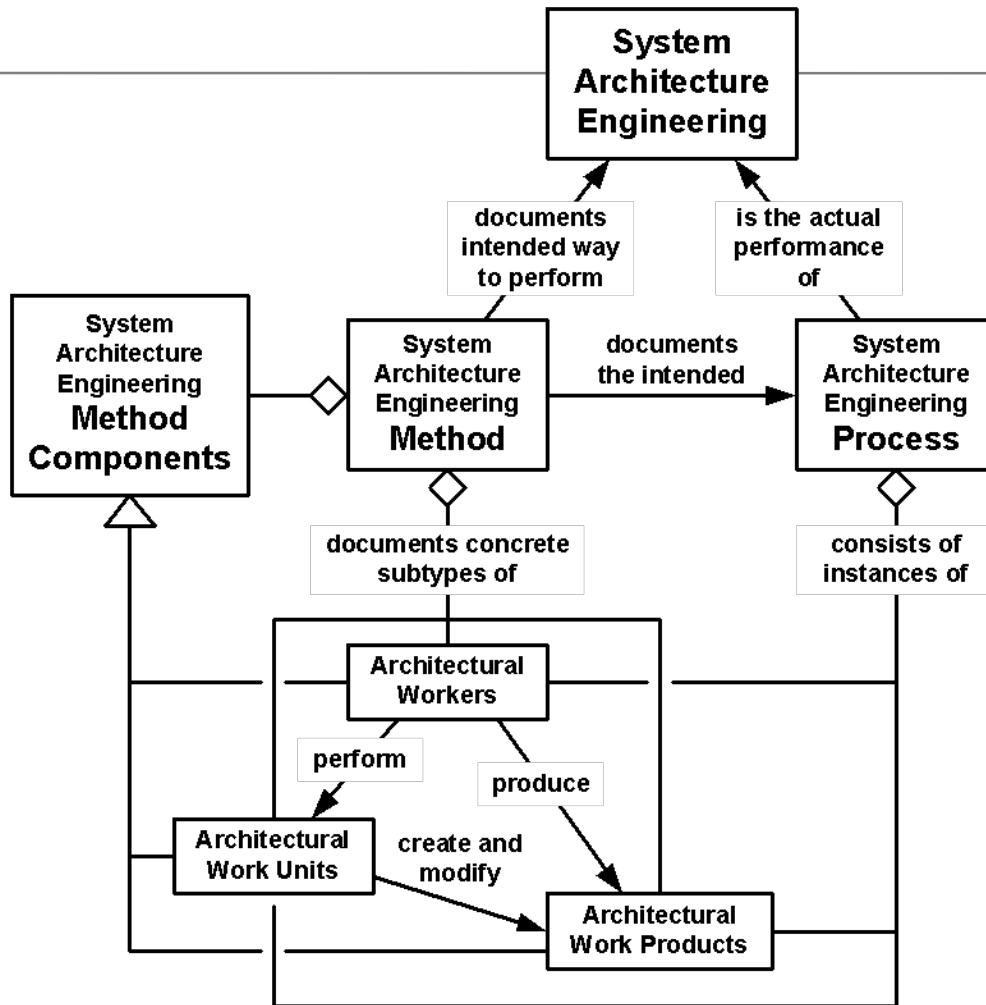 System
Architecture
Engineering
documents
intended way
to perform
is the actual
performance
of
System
Architecture
Engineering
Method
Components
System
Architecture
Engineering
Method
documents
the intended
System
Architecture
Engineering
Process
documents concrete
subtypes of
consists of
instances of
Architectural
Workers
perform
produce
Architectural
Work Units
create and
modify
Architectural
Work Products